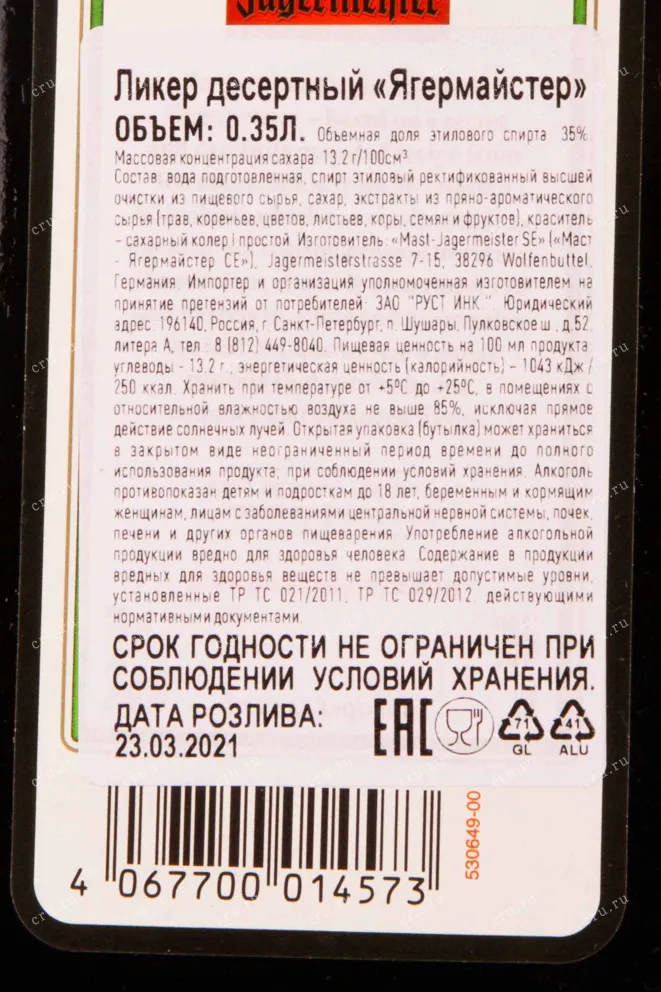 Jägermeister
Ликер десертный «Ягермайстер»
ОБЪЕМ: 0.35Л. Объемная доля этилового спирта 35%.
Массовая концентрация сахара 13.2 г/100см³
Состав: вода подготовленная, спирт этиловый ректификованный высшей
очистки из пищевого сырья, сахар, экстракты из пряно-ароматического
сырья (трав, кореньев, цветов, листьев, коры, семян и фруктов), краситель
– сахарный колер I простой. Изготовитель: «Mast-Jagermeister SE» («Маст
- Ягермайстер СЕ»), Jagermeisterstrasse 7-15, 38296 Wolfenbuttel,
Германия. Импортер и организация уполномоченная изготовителем на
принятие претензий от потребителей: ЗАО "РУСТ ИНК.". Юридический
адрес: 196140, Россия, г. Санкт-Петербург, п. Шушары, Пулковское ш., д.52,
литера А, тел.: 8 (812) 449-8040. Пищевая ценность на 100 мл продукта:
углеводы - 13.2 г., энергетическая ценность (калорийность) – 1043 кДж /
250 ккал. Хранить при температуре от +5ºС до +25ºС, в помещениях с
относительной влажностью воздуха не выше 85%, исключая прямое
действие солнечных лучей. Открытая упаковка (бутылка) может храниться
в закрытом виде неограниченный период времени до полного
использования продукта, при соблюдении условий хранения. Алкоголь
противопоказан детям и подросткам до 18 лет, беременным и кормящим
женщинам, лицам с заболеваниями центральной нервной системы, почек,
печени и других органов пищеварения. Употребление алкогольной
продукции вредно для здоровья человека. Содержание в продукции
вредных для здоровья веществ не превышает допустимые уровни,
установленные ТР ТС 021/2011, ТР ТС 029/2012, действующими
нормативными документами.
СРОК ГОДНОСТИ НЕ ОГРАНИЧЕН ПРИ
СОБЛЮДЕНИИ УСЛОВИЙ ХРАНЕНИЯ.
ДАТА РОЗЛИВА:
23.03.2021
EAC
71
GL
41
ALU
530649-00
4 067700 014573